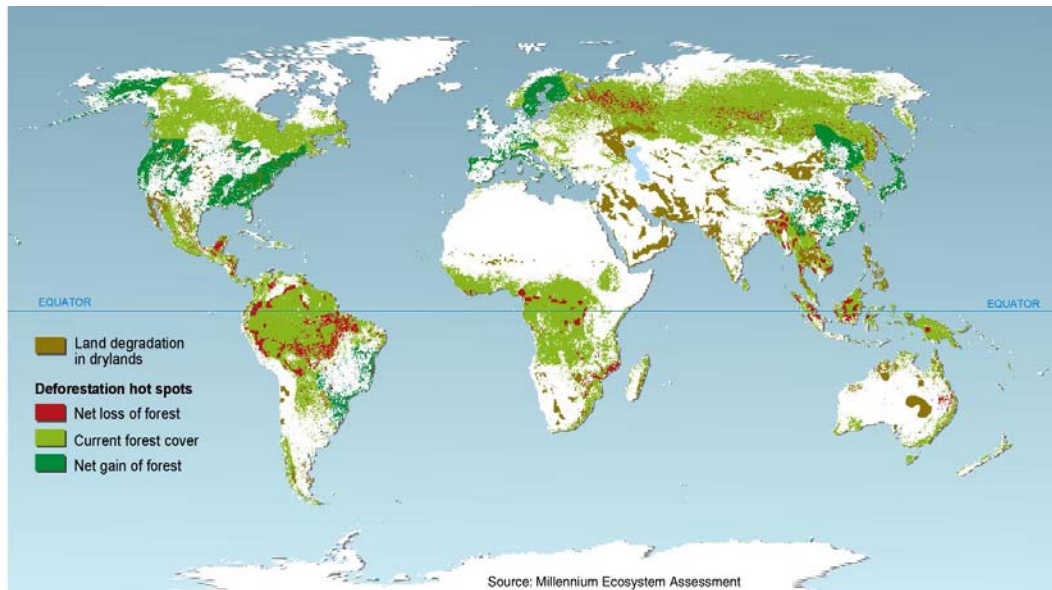 EQUATOR
EQUATOR
Land degradation
in drylands
Deforestation hot spots
Net loss of forest
Current forest cover
Net gain of forest
Source: Millennium Ecosystem Assessment